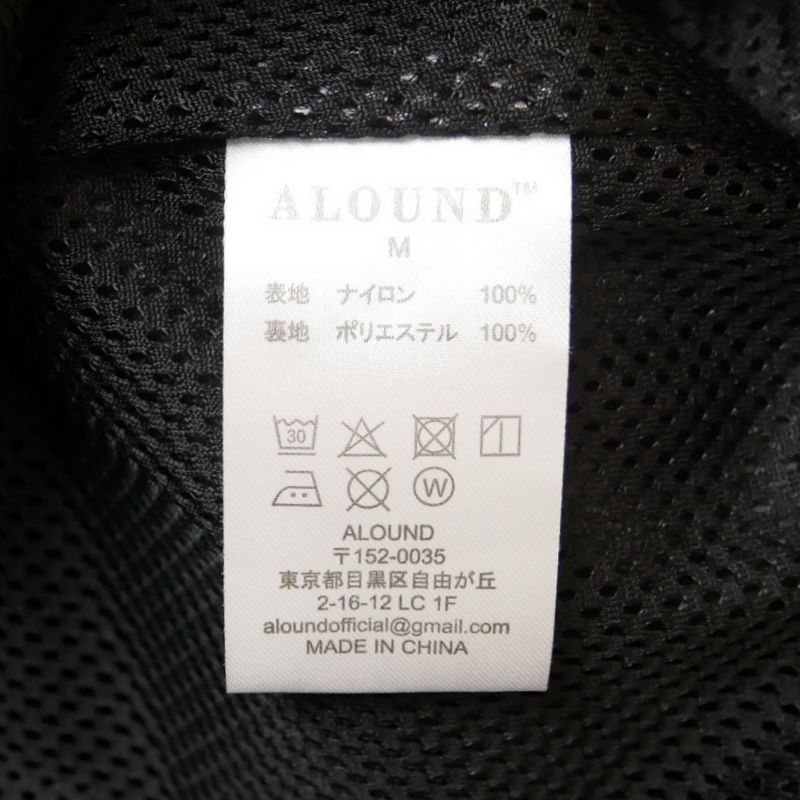 ALOUND™
M
表地 ナイロン 100%
裏地 ポリエステル 100%
30
W
ALOUND
〒152-0035
東京都目黒区自由が丘
2-16-12 LC 1F
aloundofficial@gmail.com
MADE IN CHINA